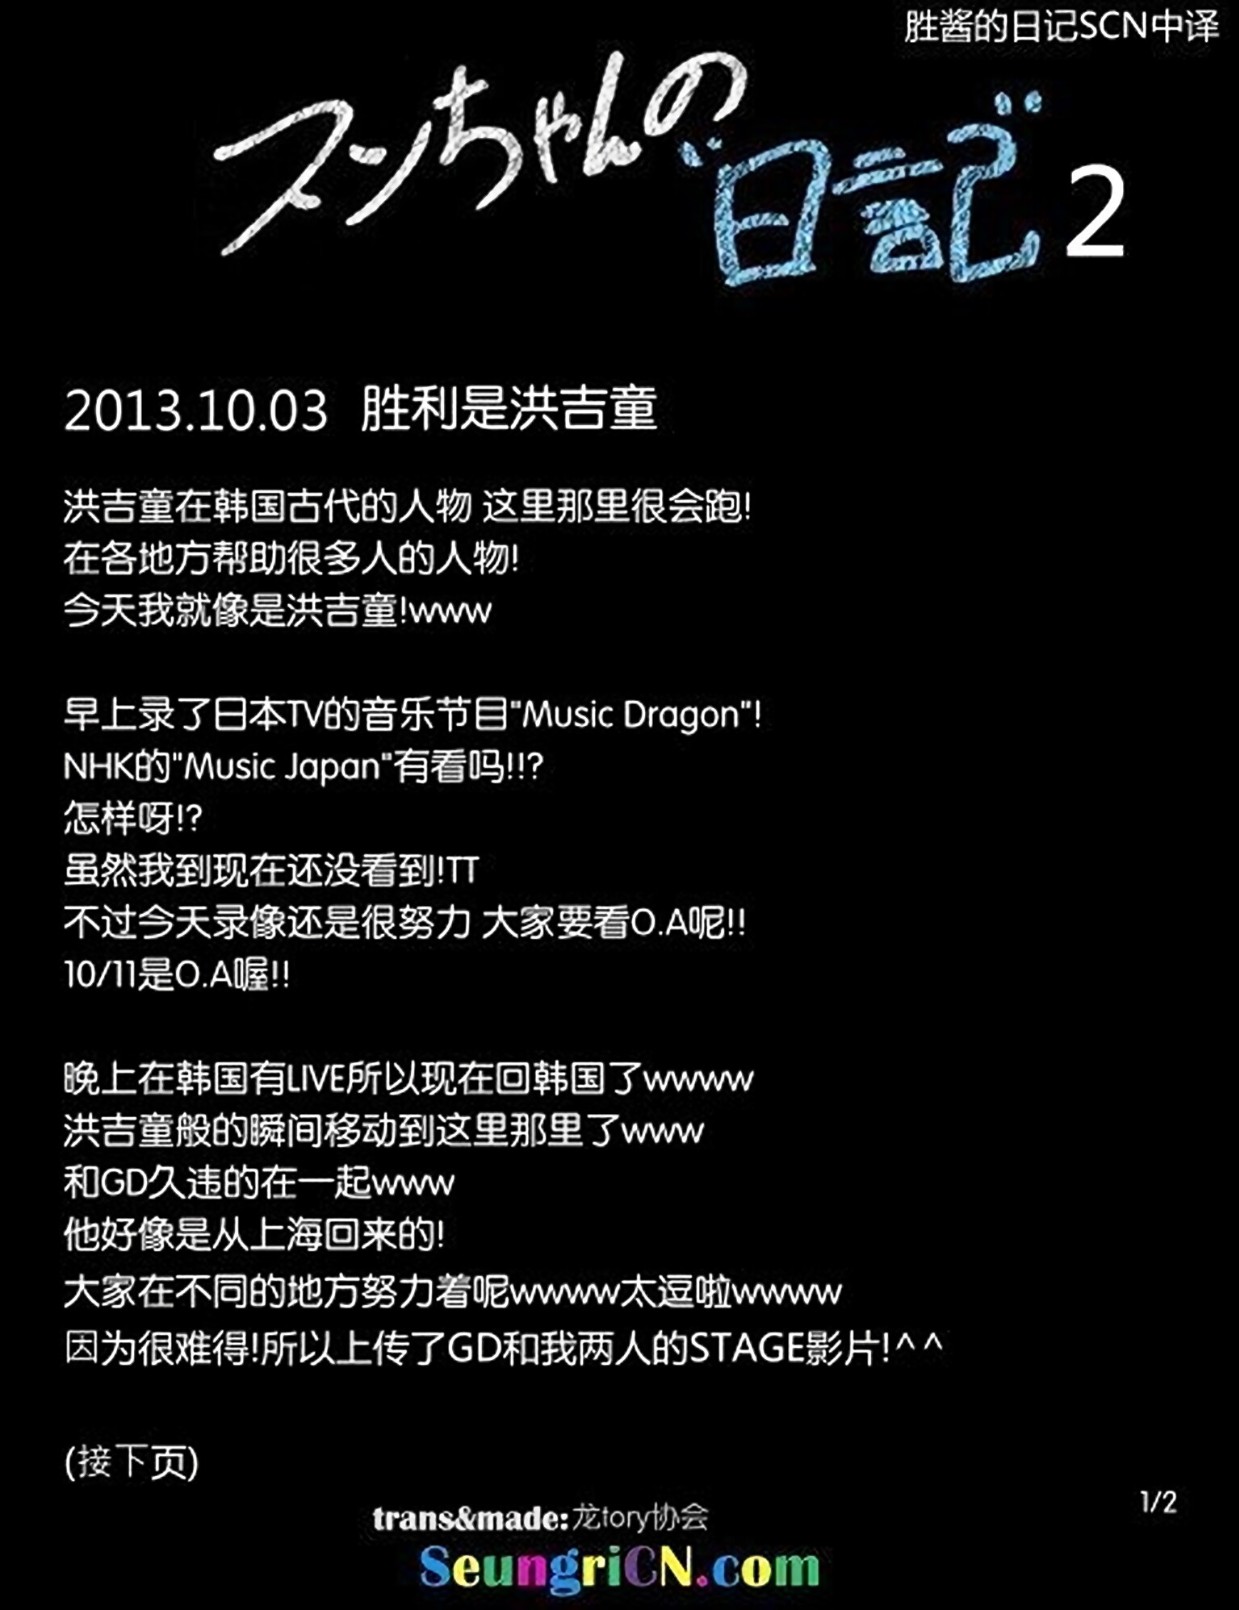 胜酱的日记SCN中译
スンちゃんの
日記2
2013.10.03 胜利是洪吉童
洪吉童在韩国古代的人物 这里那里很会跑!
在各地方帮助很多人的人物!
今天我就像是洪吉童!www
早上录了日本TV的音乐节目"Music Dragon"!
NHK的"Music Japan"有看吗!!?
怎样呀!?
虽然我到现在还没看到!TT
不过今天录像还是很努力 大家要看O.A呢!!
10/11是O.A喔!!
晚上在韩国有LIVE所以现在回韩国了wwww
洪吉童般的瞬间移动到这里那里了www
和GD久违的在一起www
他好像是从上海回来的!
大家在不同的地方努力着呢wwww太逗啦wwww
因为很难得!所以上传了GD和我两人的STAGE影片!^^
(接下页)
1/2
trans&made:龙tory协会
SeungriCN.com